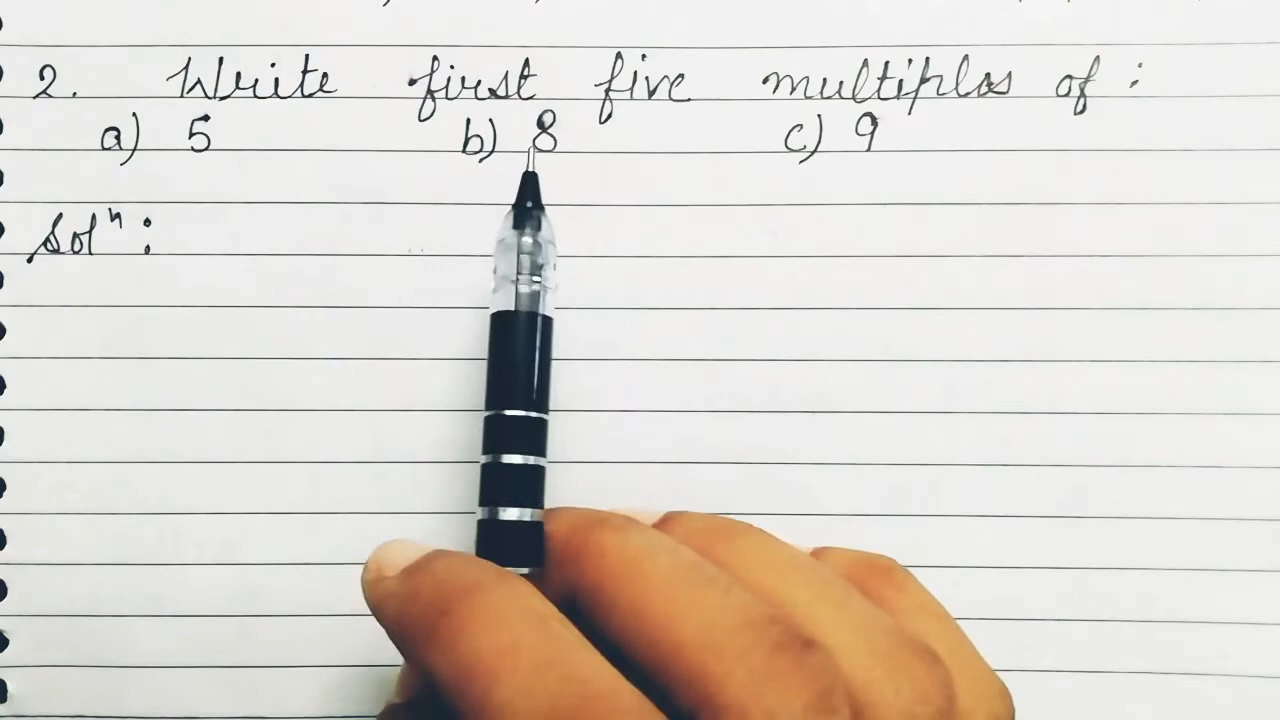 2. Write first five multiples of :
a) 5 b) 8 c) 9
Solⁿ :